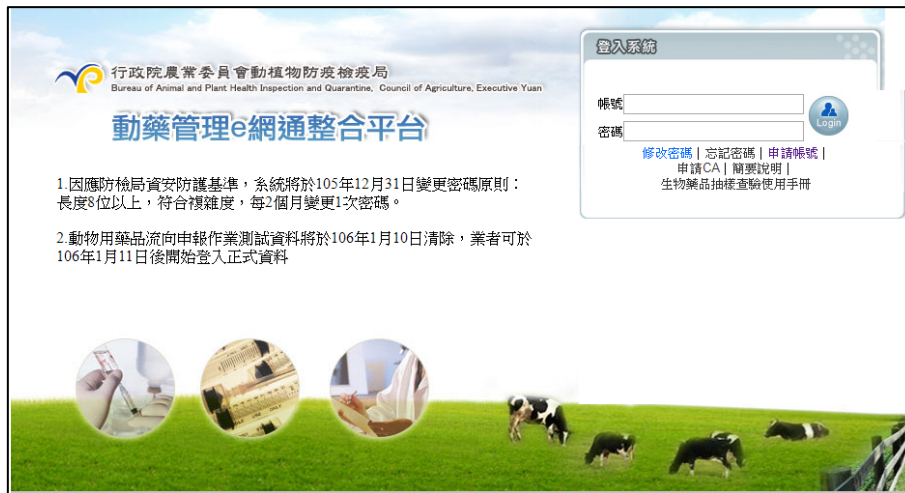 行政院農業委員會動植物防疫檢疫局
Bureau of Animal and Plant Health Inspection and Quarantine, Council of Agriculture, Executive Yuan
動藥管理e網通整合平台
1.因應防檢局資安防護基準，系統將於105年12月31日變更密碼原則：
長度8位以上，符合複雜度，每2個月變更1次密碼。
2.動物用藥品流向申報作業測試資料將於106年1月10日清除，業者可於
106年1月11日後開始登入正式資料
登入系統
帳號
密碼
Login
修改密碼 | 忘記密碼 | 申請帳號 |
申請CA | 簡要說明 |
生物藥品抽樣查驗使用手冊